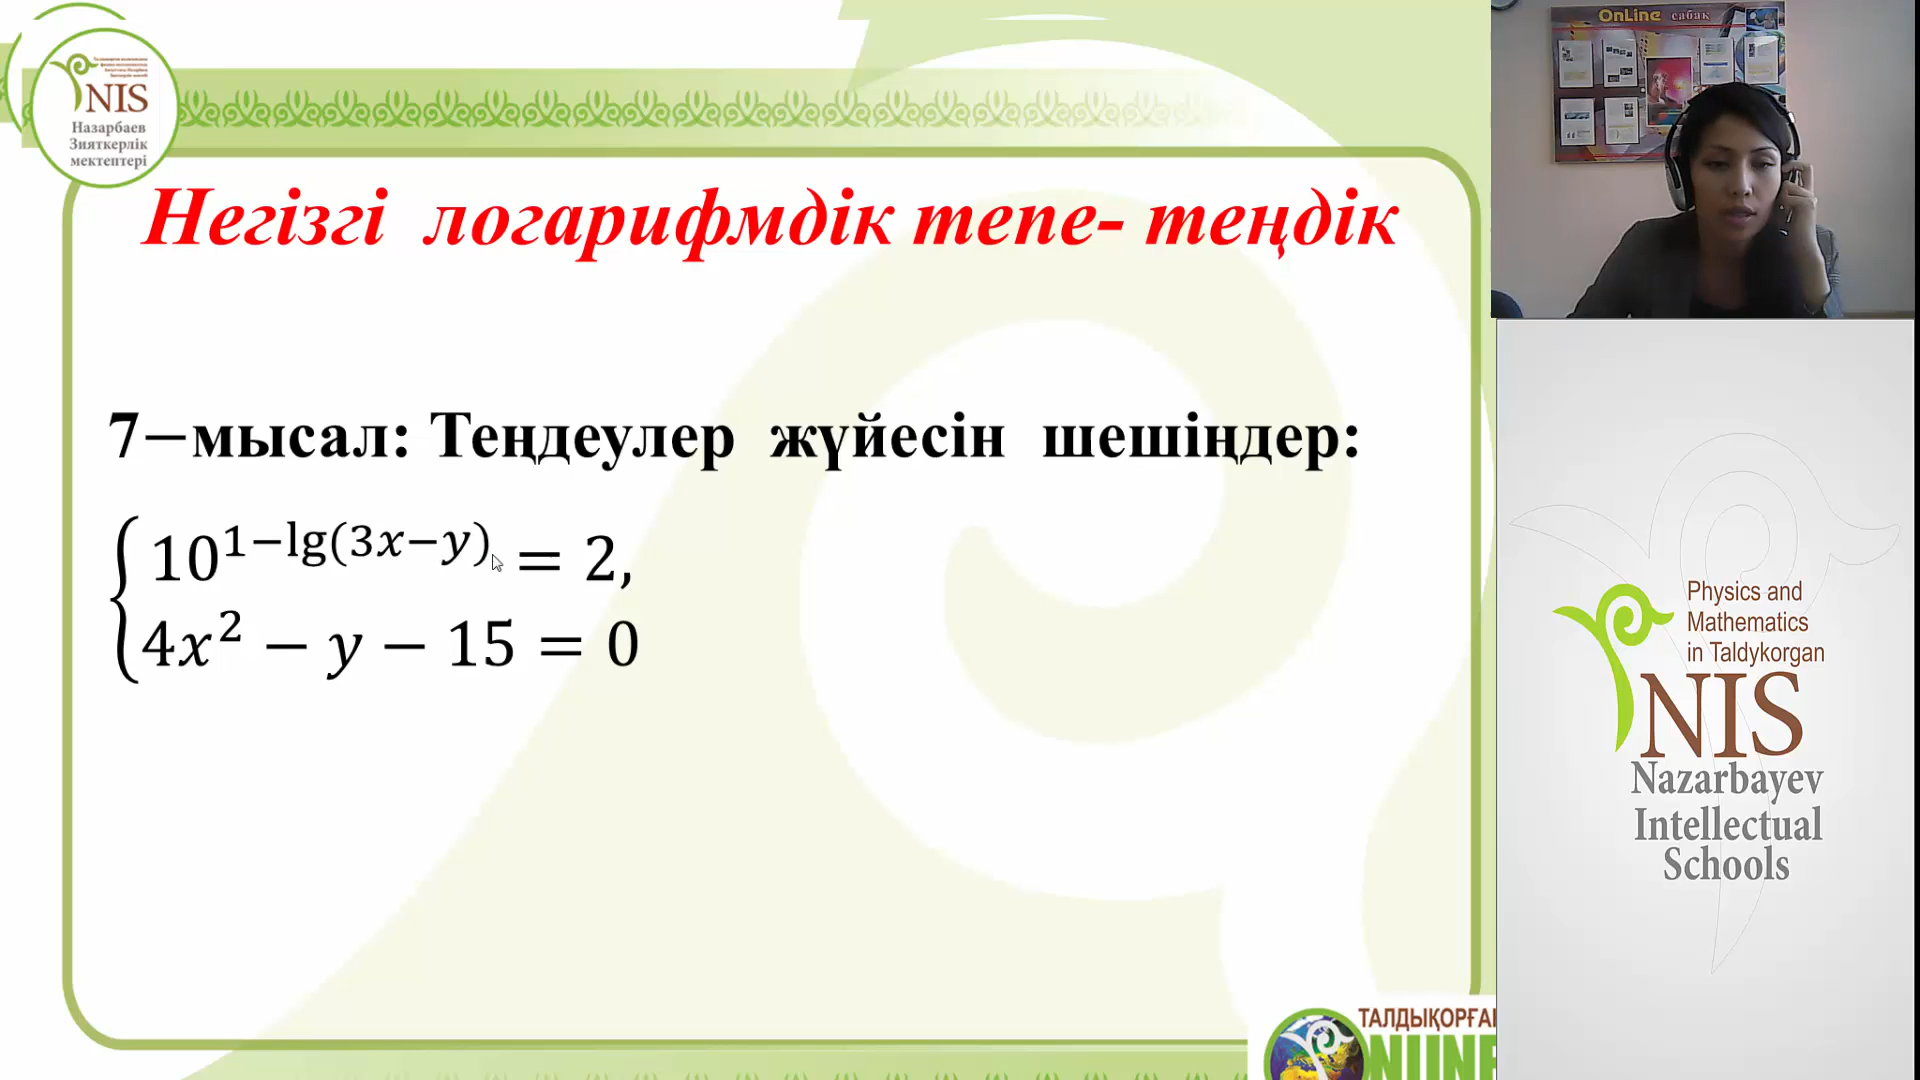 NIS
Назарбаев
Зияткерлік
мектептері
Негізгі логарифмдік тепе- теңдік
7−мысал: Теңдеулер жүйесін шешіңдер:
10^{1−lg(3x−y)} = 2,
4x² − y − 15 = 0
OnLine сабақ
Physics and
Mathematics
in Taldykorgan
NIS
Nazarbayev
Intellectual
Schools